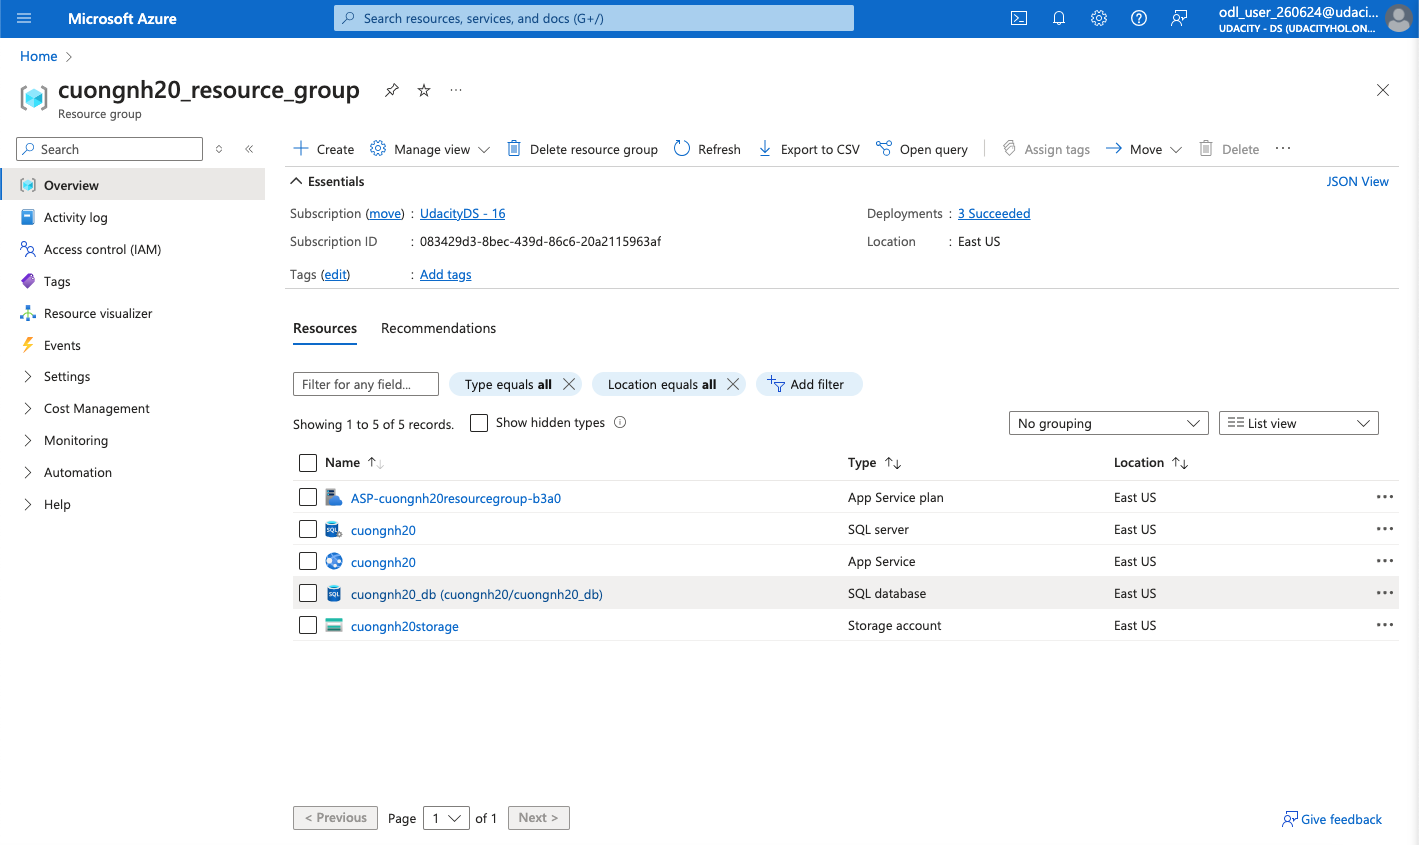 Microsoft Azure
Search resources, services, and docs (G+/)
odl_user_260624@udaci...
UDACITY - DS (UDACITYHOL.ON...
Home
cuongnh20_resource_group
Resource group
Search
Create
Manage view
Delete resource group
Refresh
Export to CSV
Open query
Assign tags
Move
Delete
Overview
Activity log
Access control (IAM)
Tags
Resource visualizer
Events
Settings
Cost Management
Monitoring
Automation
Help
Essentials
JSON View
Subscription (move) : UdacityDS - 16
Deployments : 3 Succeeded
Subscription ID : 083429d3-8bec-439d-86c6-20a2115963af
Location : East US
Tags (edit) : Add tags
Resources Recommendations
Filter for any field... Type equals all Location equals all Add filter
Showing 1 to 5 of 5 records. Show hidden types No grouping List view
Name Type Location
ASP-cuongnh20resourcegroup-b3a0 App Service plan East US
cuongnh20 SQL server East US
cuongnh20 App Service East US
cuongnh20_db (cuongnh20/cuongnh20_db) SQL database East US
cuongnh20storage Storage account East US
< Previous Page 1 of 1 Next >
Give feedback